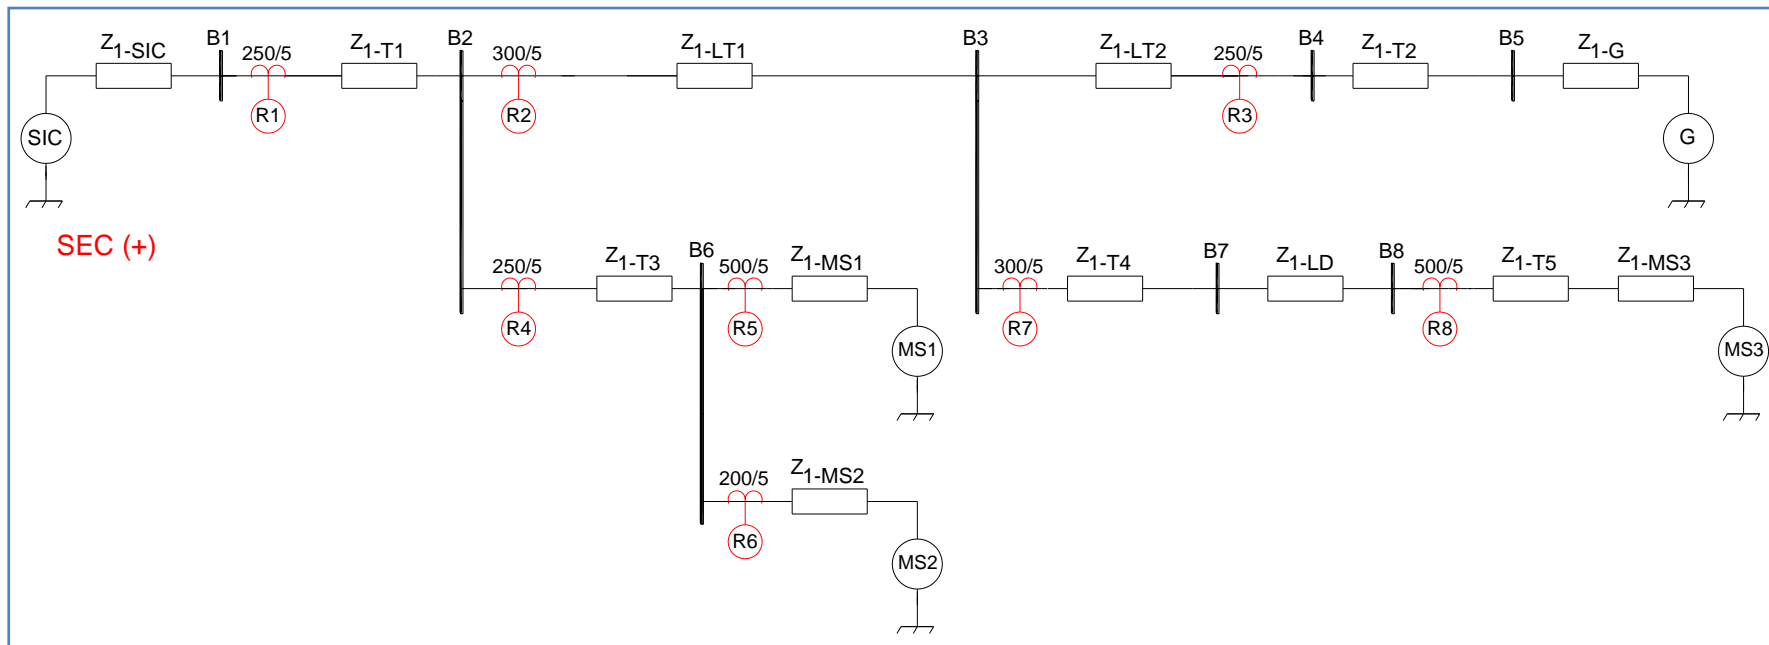 Z1-SIC
B1
250/5
Z1-T1
B2
300/5
Z1-LT1
B3
Z1-LT2
250/5
B4
Z1-T2
B5
Z1-G
R1
R2
R3
SIC
G
SEC (+)
250/5
Z1-T3
B6
500/5
Z1-MS1
300/5
Z1-T4
B7
Z1-LD
B8
500/5
Z1-T5
Z1-MS3
R4
R5
R7
R8
MS1
MS3
200/5
Z1-MS2
R6
MS2